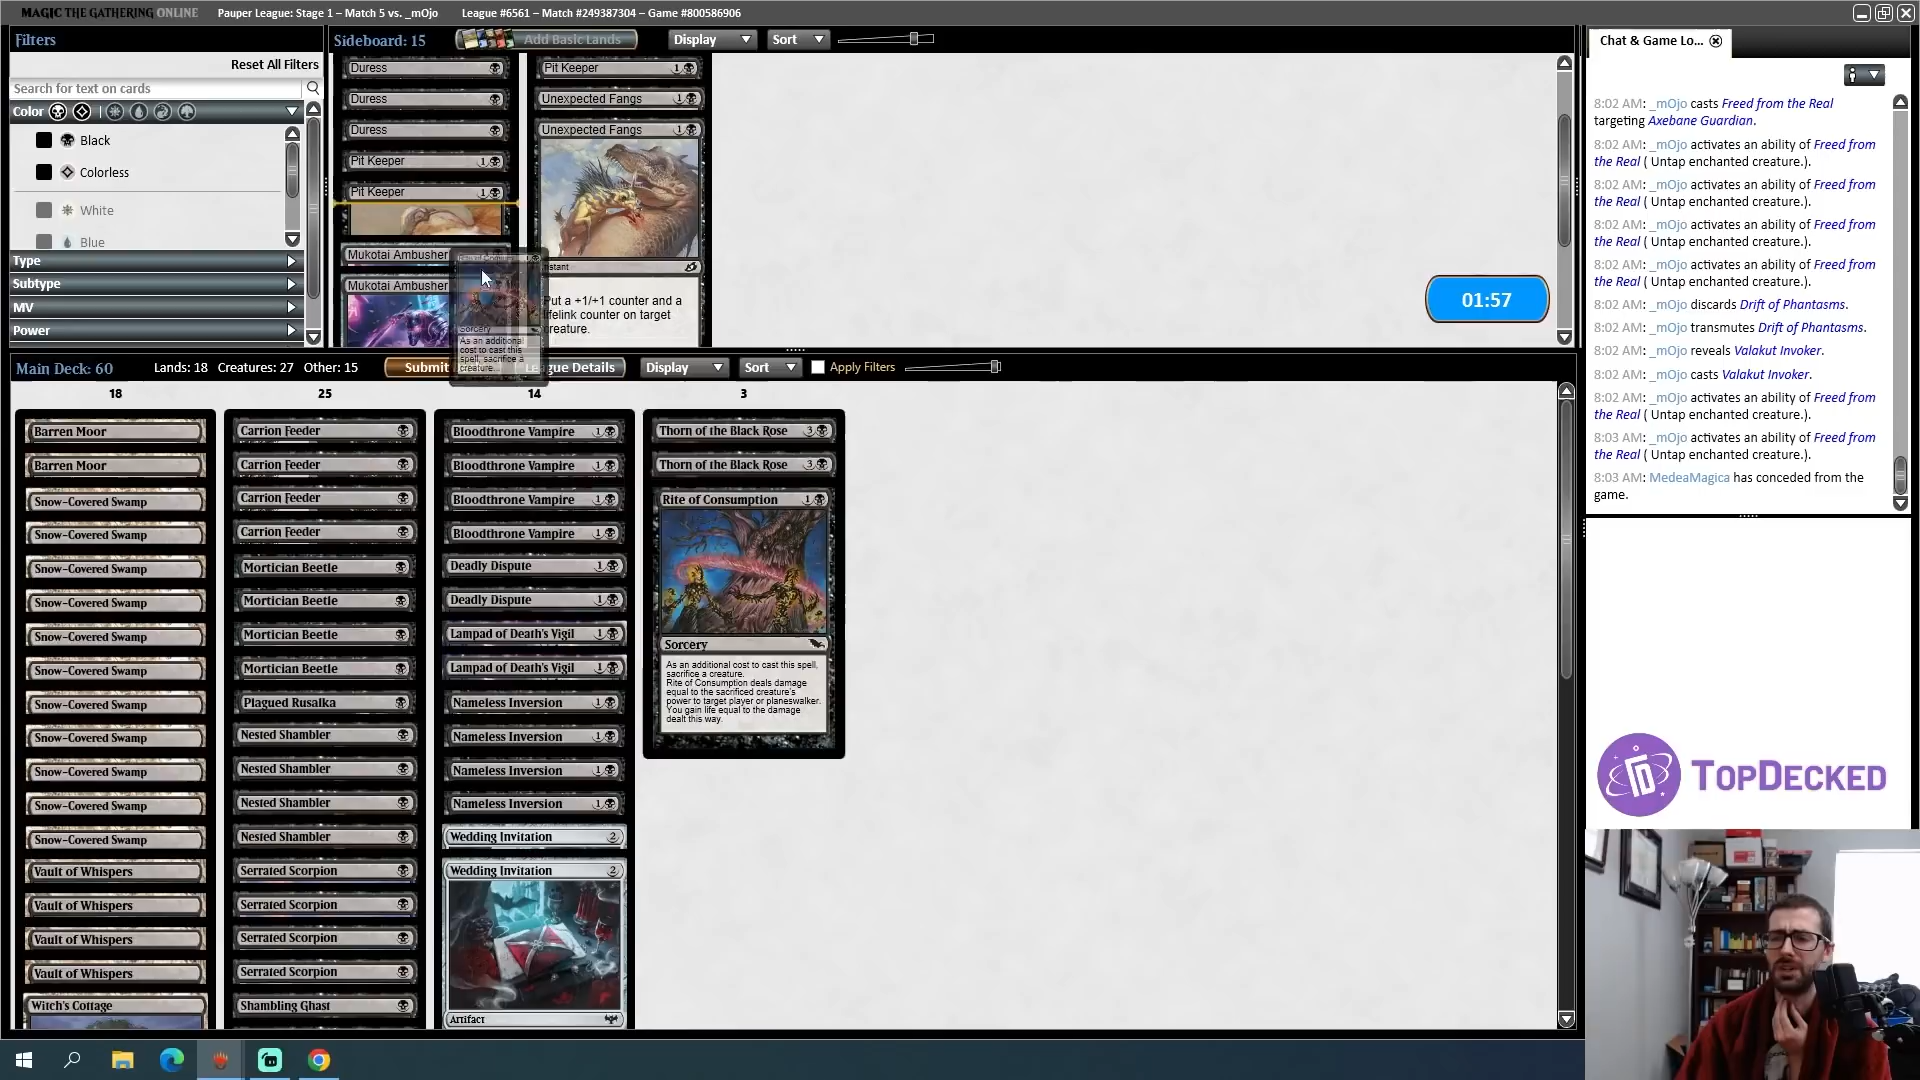 MAGIC THE GATHERING ONLINE
Pauper League: Stage 1 – Match 5 vs. _mOjo
League #6561 – Match #249387304 – Game #800586906
Filters
Reset All Filters
Search for text on cards
Color
Black
Colorless
White
Blue
Type
Subtype
MV
Power
Sideboard: 15
Add Basic Lands
Display
Sort
Duress
Duress
Duress
Pit Keeper
Pit Keeper
Mukotai Ambusher
Mukotai Ambusher
Pit Keeper
Unexpected Fangs
Unexpected Fangs
Instant
Put a +1/+1 counter and a
lifelink counter on target
creature.
Sorcery
As an additional
cost to cast this
spell, sacrifice a
creature.
01:57
Main Deck: 60
Lands: 18 Creatures: 27 Other: 15
Submit
League Details
Display
Sort
Apply Filters
18
Barren Moor
Barren Moor
Snow-Covered Swamp
Snow-Covered Swamp
Snow-Covered Swamp
Snow-Covered Swamp
Snow-Covered Swamp
Snow-Covered Swamp
Snow-Covered Swamp
Snow-Covered Swamp
Snow-Covered Swamp
Snow-Covered Swamp
Snow-Covered Swamp
Vault of Whispers
Vault of Whispers
Vault of Whispers
Vault of Whispers
Witch's Cottage
25
Carrion Feeder
Carrion Feeder
Carrion Feeder
Carrion Feeder
Mortician Beetle
Mortician Beetle
Mortician Beetle
Mortician Beetle
Plagued Rusalka
Nested Shambler
Nested Shambler
Nested Shambler
Nested Shambler
Serrated Scorpion
Serrated Scorpion
Serrated Scorpion
Serrated Scorpion
Shambling Ghast
14
Bloodthrone Vampire
Bloodthrone Vampire
Bloodthrone Vampire
Bloodthrone Vampire
Deadly Dispute
Deadly Dispute
Lampad of Death's Vigil
Lampad of Death's Vigil
Nameless Inversion
Nameless Inversion
Nameless Inversion
Nameless Inversion
Wedding Invitation 2
Wedding Invitation 2
Artifact
3
Thorn of the Black Rose 3
Thorn of the Black Rose 3
Rite of Consumption 1
Sorcery
As an additional cost to cast this spell,
sacrifice a creature.
Rite of Consumption deals damage
equal to the sacrificed creature's
power to target player or planeswalker.
You gain life equal to the damage
dealt this way.
Chat & Game Lo...
8:02 AM: _mOjo casts Freed from the Real
targeting Axebane Guardian.
8:02 AM: _mOjo activates an ability of Freed from
the Real ( Untap enchanted creature.).
8:02 AM: _mOjo activates an ability of Freed from
the Real ( Untap enchanted creature.).
8:02 AM: _mOjo activates an ability of Freed from
the Real ( Untap enchanted creature.).
8:02 AM: _mOjo activates an ability of Freed from
the Real ( Untap enchanted creature.).
8:02 AM: _mOjo discards Drift of Phantasms.
8:02 AM: _mOjo transmutes Drift of Phantasms.
8:02 AM: _mOjo reveals Valakut Invoker.
8:02 AM: _mOjo casts Valakut Invoker.
8:02 AM: _mOjo activates an ability of Freed from
the Real ( Untap enchanted creature.).
8:03 AM: _mOjo activates an ability of Freed from
the Real ( Untap enchanted creature.).
8:03 AM: MedeaMagica has conceded from the
game.
TOPDECKED